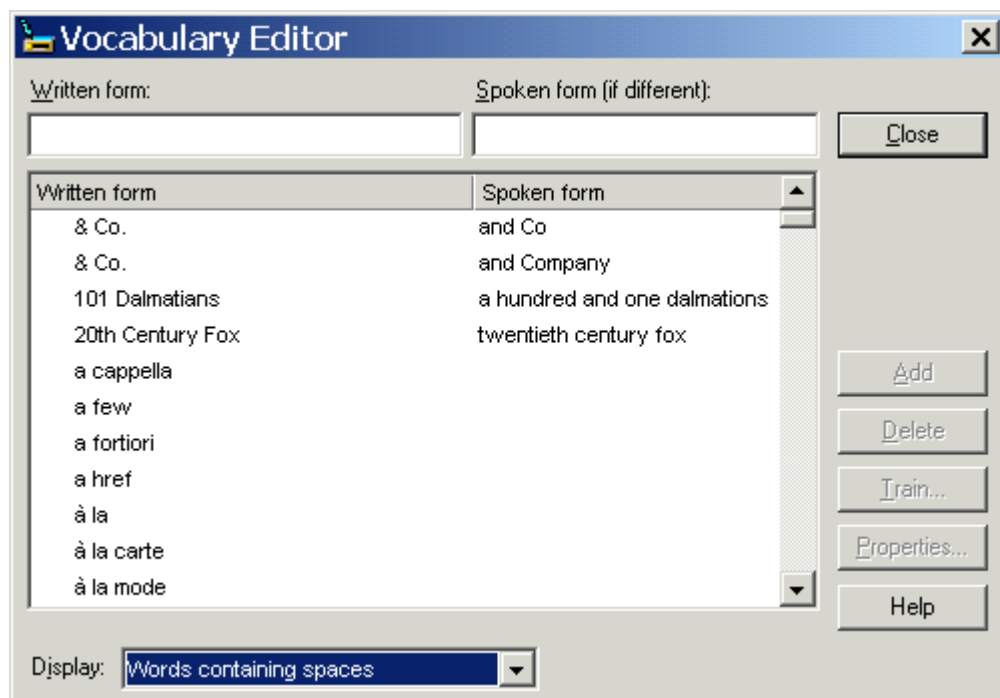 Vocabulary Editor
Written form: Spoken form (if different):
Close
Written form Spoken form
& Co. and Co
& Co. and Company
101 Dalmatians a hundred and one dalmations
20th Century Fox twentieth century fox
a cappella
Add
a few
Delete
a fortiori
a href
Train...
à la
à la carte
Properties...
à la mode
Help
Display: Words containing spaces